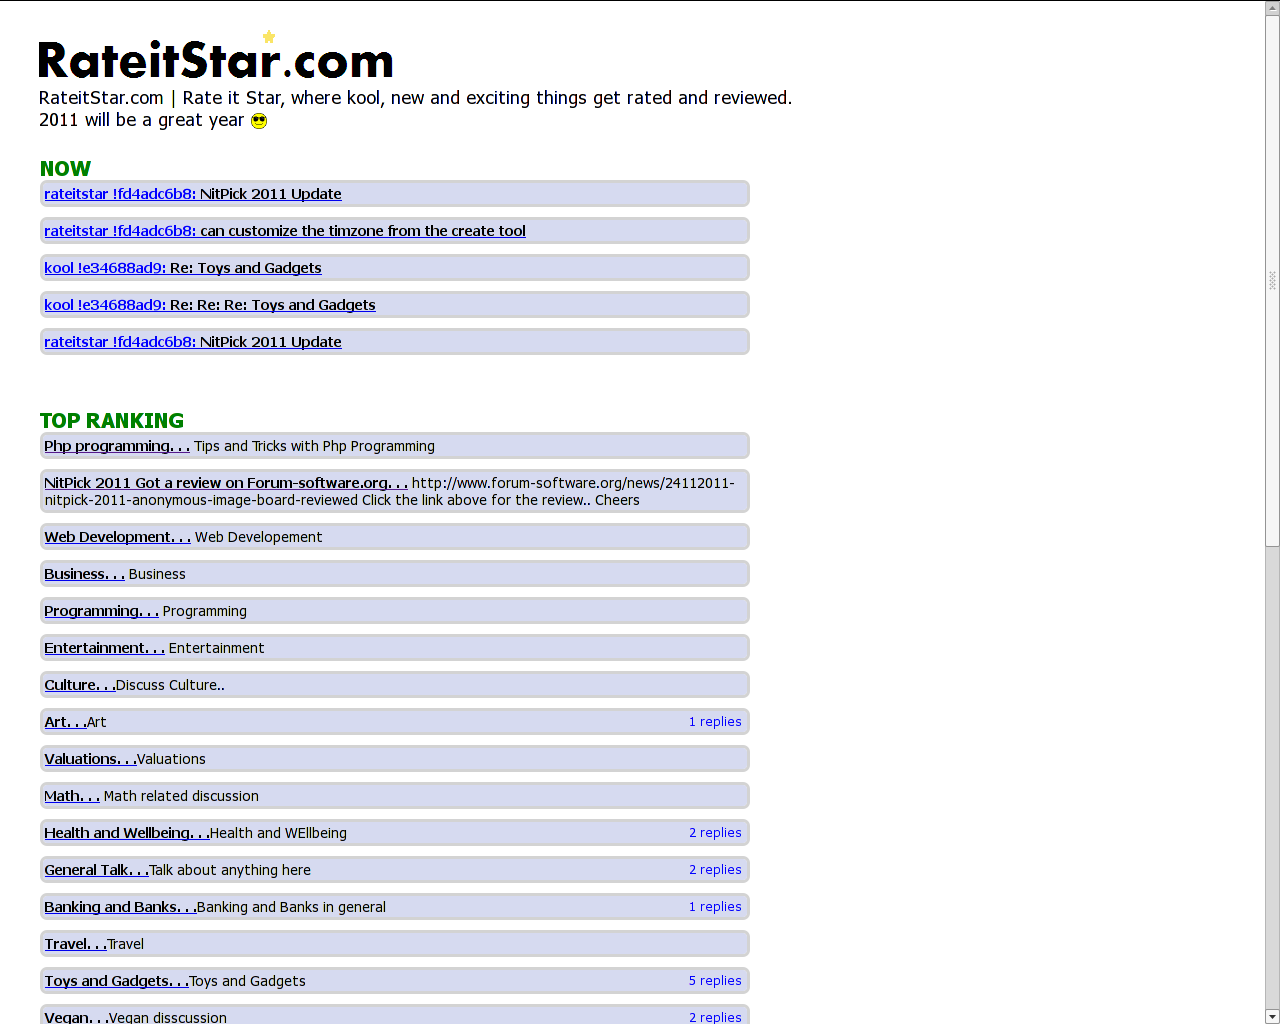 RateitStar.com
RateitStar.com | Rate it Star, where kool, new and exciting things get rated and reviewed.
2011 will be a great year
NOW
rateitstar !fd4adc6b8: NitPick 2011 Update
rateitstar !fd4adc6b8: can customize the timzone from the create tool
kool !e34688ad9: Re: Toys and Gadgets
kool !e34688ad9: Re: Re: Re: Toys and Gadgets
rateitstar !fd4adc6b8: NitPick 2011 Update
TOP RANKING
Php programming. . . Tips and Tricks with Php Programming
NitPick 2011 Got a review on Forum-software.org. . . http://www.forum-software.org/news/24112011-
nitpick-2011-anonymous-image-board-reviewed Click the link above for the review.. Cheers
Web Development. . . Web Developement
Business. . . Business
Programming. . . Programming
Entertainment. . . Entertainment
Culture. . .Discuss Culture..
Art. . .Art 1 replies
Valuations. . .Valuations
Math. . . Math related discussion
Health and Wellbeing. . .Health and WEllbeing 2 replies
General Talk. . .Talk about anything here 2 replies
Banking and Banks. . .Banking and Banks in general 1 replies
Travel. . .Travel
Toys and Gadgets. . .Toys and Gadgets 5 replies
Vegan. . .Vegan disscussion 2 replies